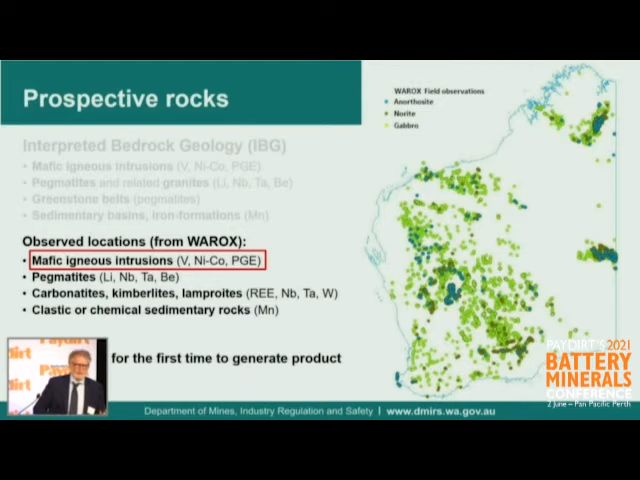 Prospective rocks
Interpreted Bedrock Geology (IBG)
• Mafic igneous intrusions (V, Ni-Co, PGE)
• Pegmatites and related granites (Li, Nb, Ta, Be)
• Greenstone belts (pegmatites)
• Sedimentary basins, iron-formations (Mn)
Observed locations (from WAROX):
• Mafic igneous intrusions (V, Ni-Co, PGE)
• Pegmatites (Li, Nb, Ta, Be)
• Carbonatites, kimberlites, lamproites (REE, Nb, Ta, W)
• Clastic or chemical sedimentary rocks (Mn)
for the first time to generate product
WAROX Field observations
Anorthosite
Norite
Gabbro
Paydirt
PAYDIRT'S 2021
BATTERY
MINERALS
CONFERENCE
2 June – Pan Pacific Perth
Department of Mines, Industry Regulation and Safety | www.dmirs.wa.gov.au